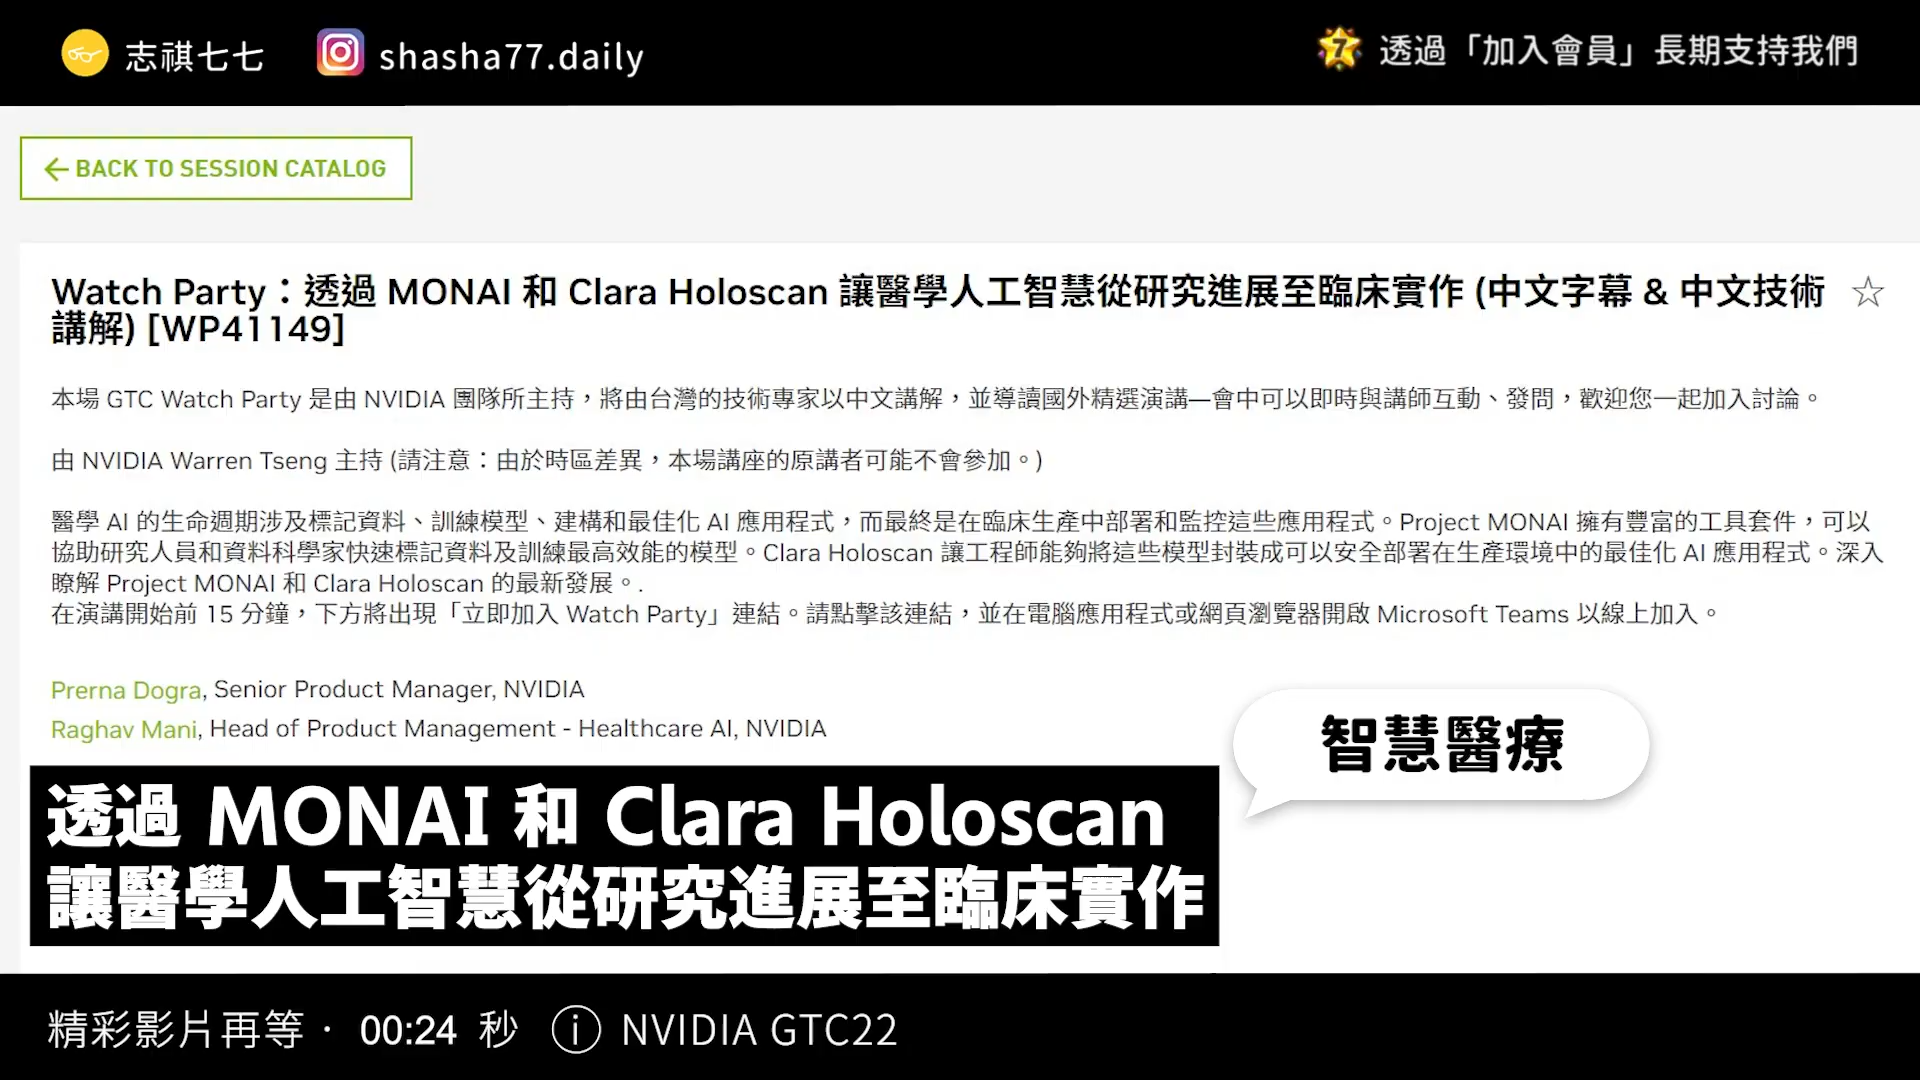 志祺七七 shasha77.daily 7 透過「加入會員」長期支持我們
← BACK TO SESSION CATALOG
Watch Party：透過 MONAI 和 Clara Holoscan 讓醫學人工智慧從研究進展至臨床實作 (中文字幕 & 中文技術
講解) [WP41149]
本場 GTC Watch Party 是由 NVIDIA 團隊所主持，將由台灣的技術專家以中文講解，並導讀國外精選演講—會中可以即時與講師互動、發問，歡迎您一起加入討論。
由 NVIDIA Warren Tseng 主持 (請注意：由於時區差異，本場講座的原講者可能不會參加。)
醫學 AI 的生命週期涉及標記資料、訓練模型、建構和最佳化 AI 應用程式，而最終是在臨床生產中部署和監控這些應用程式。Project MONAI 擁有豐富的工具套件，可以
協助研究人員和資料科學家快速標記資料及訓練最高效能的模型。Clara Holoscan 讓工程師能夠將這些模型封裝成可以安全部署在生產環境中的最佳化 AI 應用程式。深入
瞭解 Project MONAI 和 Clara Holoscan 的最新發展。.
在演講開始前 15 分鐘，下方將出現「立即加入 Watch Party」連結。請點擊該連結，並在電腦應用程式或網頁瀏覽器開啟 Microsoft Teams 以線上加入。
Prerna Dogra, Senior Product Manager, NVIDIA
Raghav Mani, Head of Product Management - Healthcare AI, NVIDIA
智慧醫療
透過 MONAI 和 Clara Holoscan
讓醫學人工智慧從研究進展至臨床實作
精彩影片再等· 00:24 秒 ⓘ NVIDIA GTC22